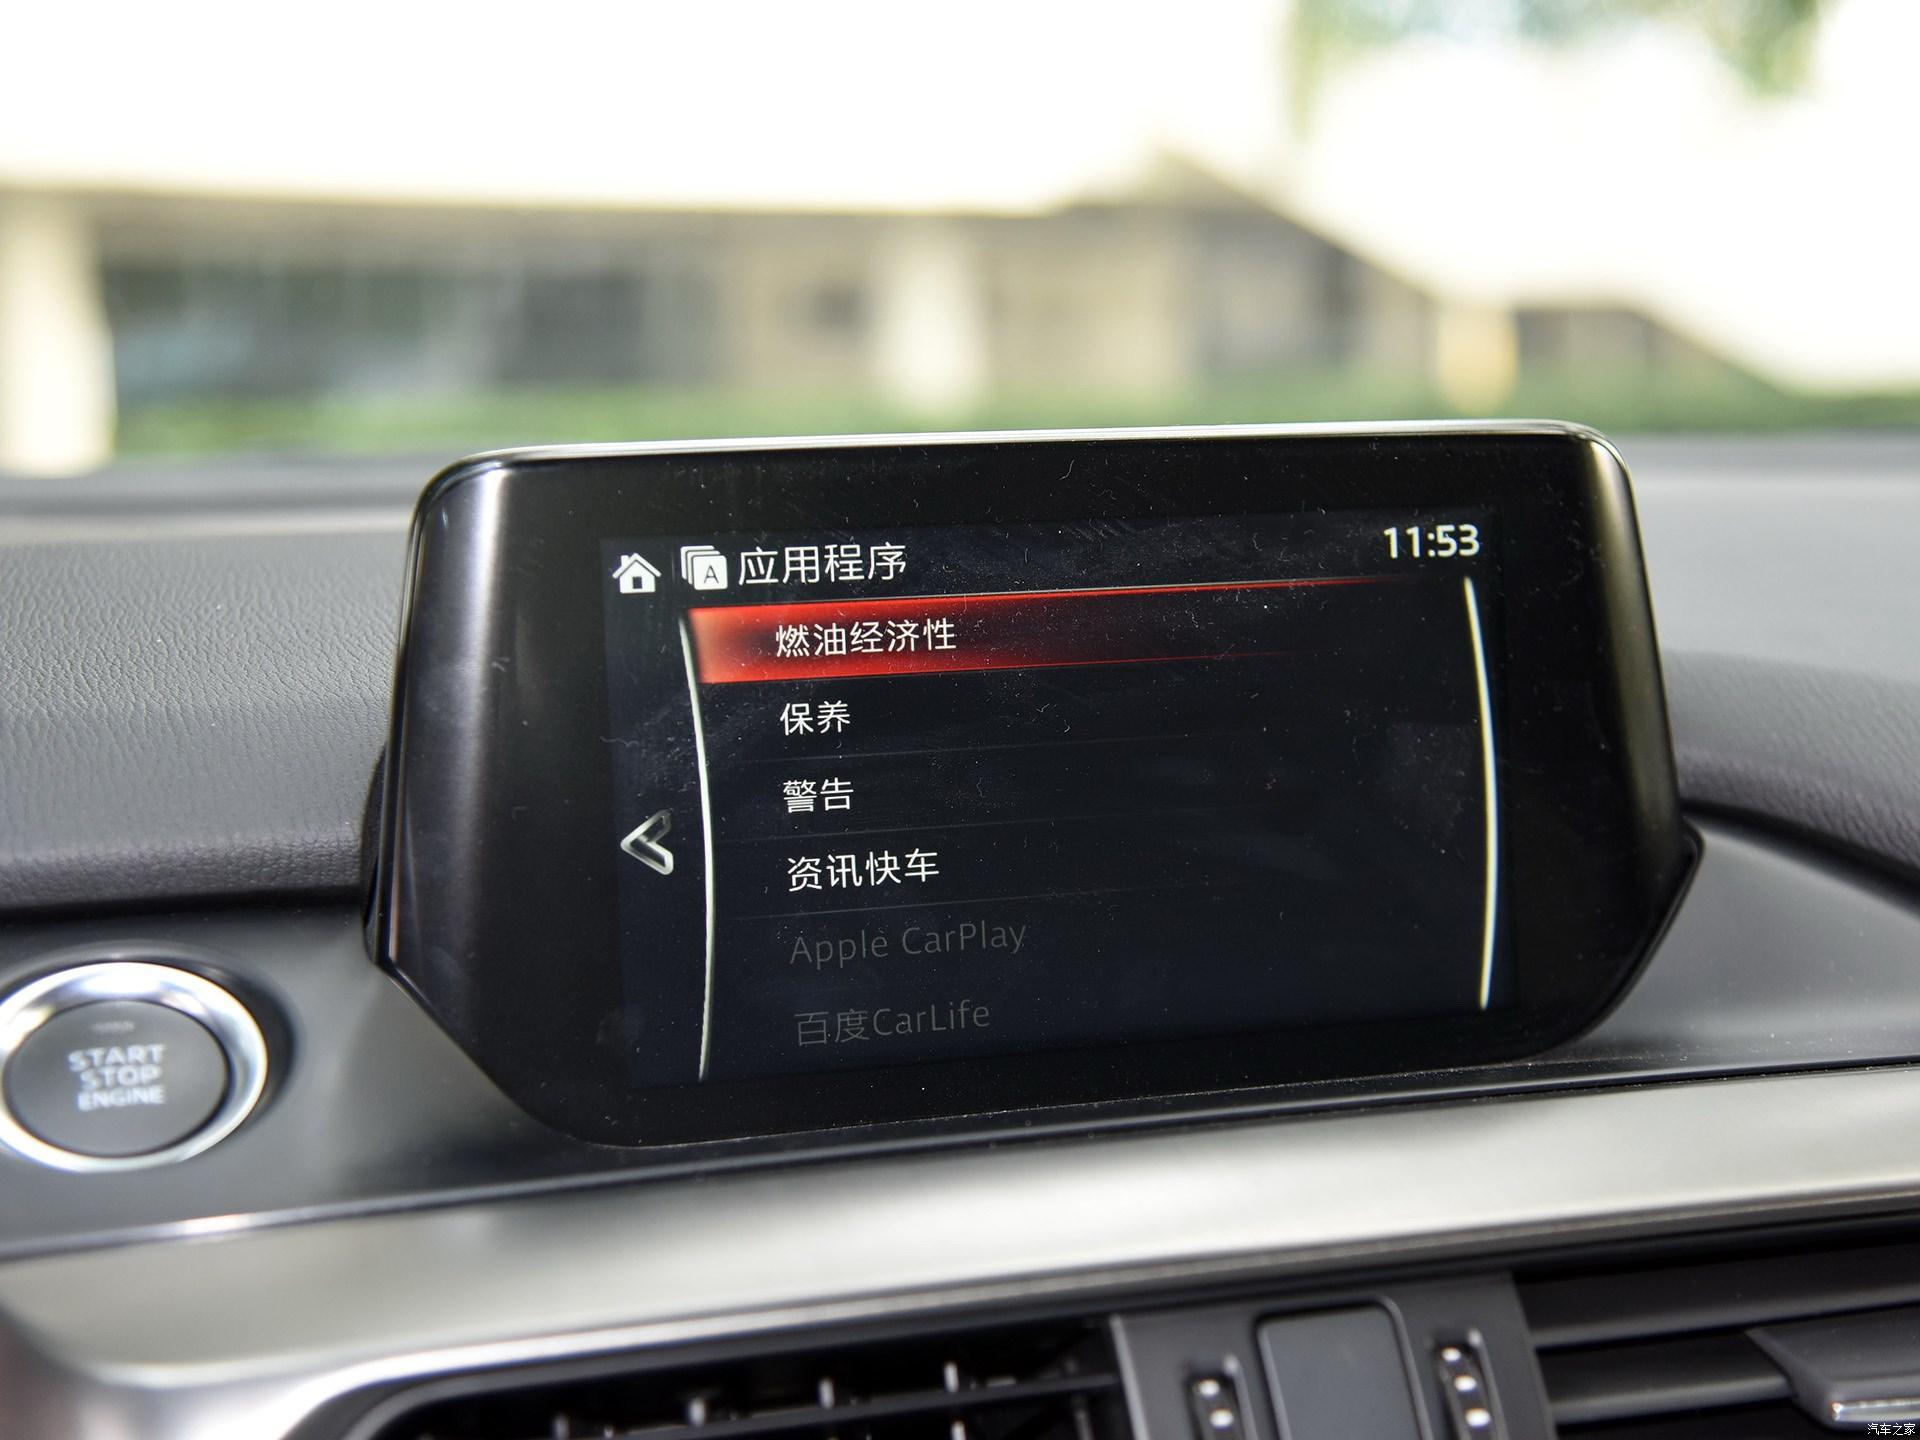 应用程序
11:53
燃油经济性
保养
警告
资讯快车
Apple CarPlay
百度CarLife
START
STOP
ENGINE
汽车之家